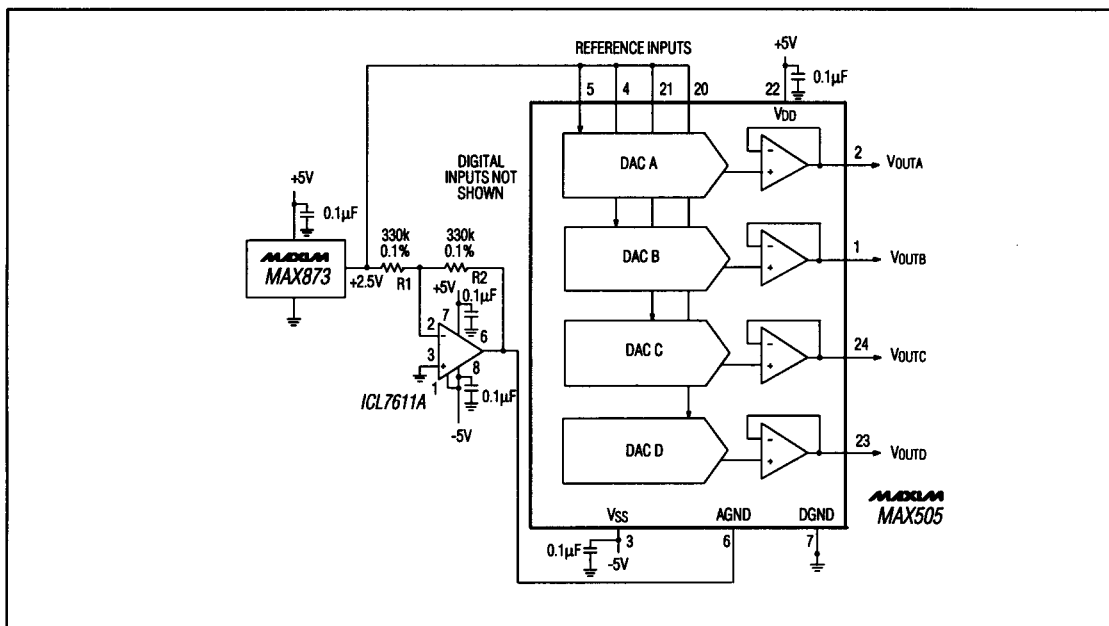 REFERENCE INPUTS
+5V
0.1μF
5
4
21
20
22
VDD
DIGITAL
INPUTS NOT
SHOWN
DAC A
-
+
2
VOUTA
+5V
0.1μF
MAXIM
MAX873
+2.5V
330k
0.1%
R1
330k
0.1%
R2
DAC B
-
+
1
VOUTB
+5V
0.1μF
7
2
-
6
3
+
8
1
0.1μF
ICL7611A
-5V
DAC C
-
+
24
VOUTC
DAC D
-
+
23
VOUTD
MAXIM
MAX505
VSS
AGND
DGND
3
6
7
0.1μF
-5V